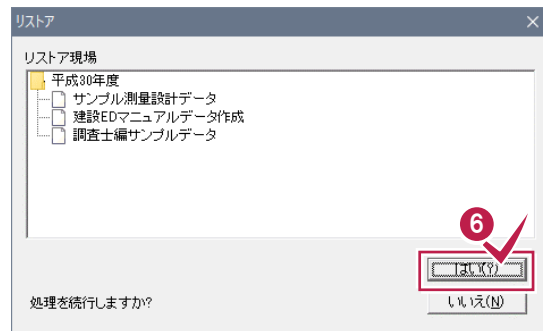 リストア
リストア現場
平成30年度
サンプル測量設計データ
建設EDマニュアルデータ作成
調査士編サンプルデータ
6
はい(Y)
処理を続行しますか?
いいえ(N)